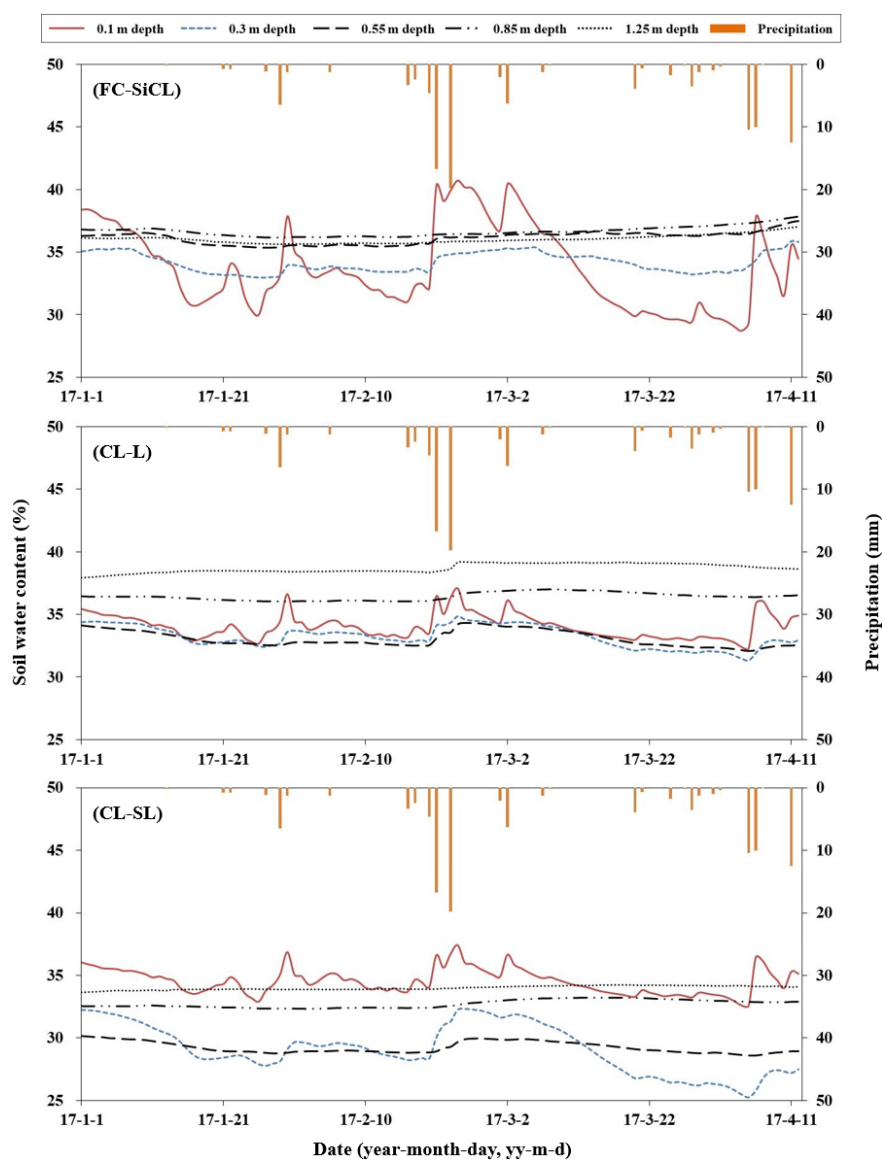 0.1 m depth 0.3 m depth 0.55 m depth 0.85 m depth 1.25 m depth Precipitation
50 0
(FC-SiCL)
45 10
40 20
35 30
30 40
25 50
17-1-1 17-1-21 17-2-10 17-3-2 17-3-22 17-4-11
50 0
(CL-L)
45 10
40 20
35 30
30 40
25 50
17-1-1 17-1-21 17-2-10 17-3-2 17-3-22 17-4-11
Soil water content (%)
Precipitation (mm)
50 0
(CL-SL)
45 10
40 20
35 30
30 40
25 50
17-1-1 17-1-21 17-2-10 17-3-2 17-3-22 17-4-11
Date (year-month-day, yy-m-d)